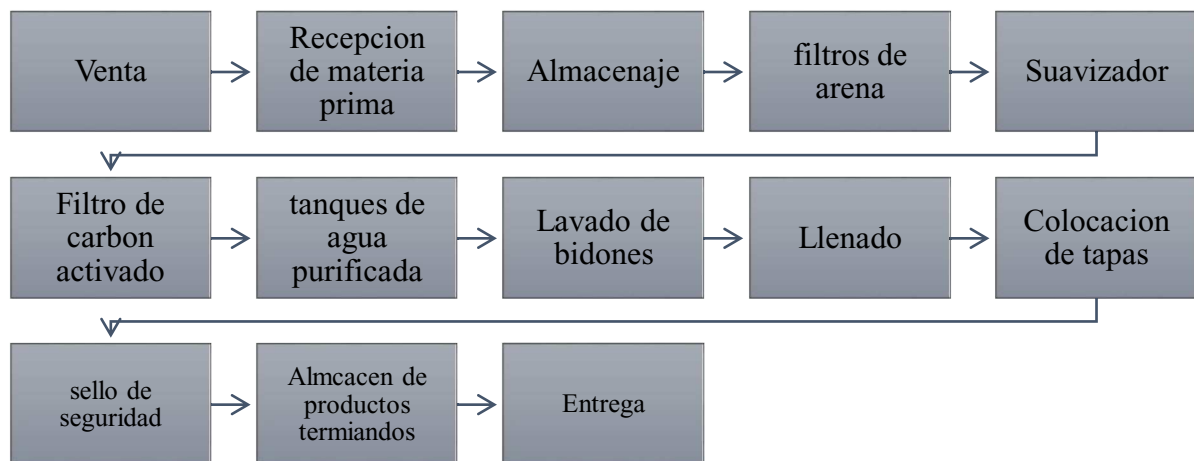 Venta
Recepcion
de materia
prima
Almacenaje
filtros de
arena
Suavizador
Filtro de
carbon
activado
tanques de
agua
purificada
Lavado de
bidones
Llenado
Colocacion
de tapas
sello de
seguridad
Almcacen de
productos
termiandos
Entrega